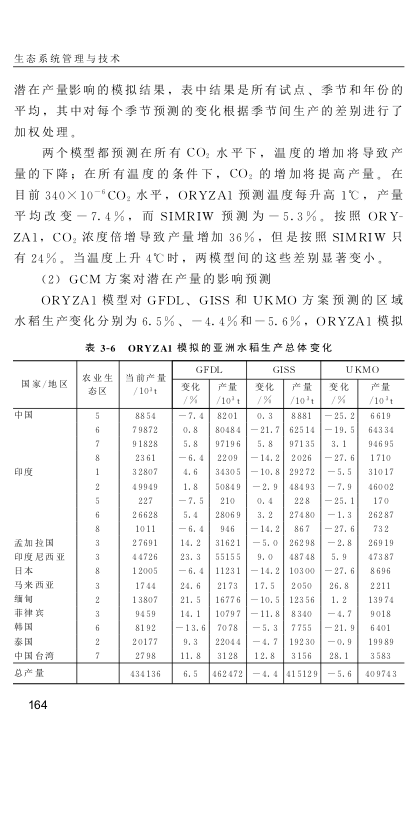 生态系统管理与技术
潜在产量影响的模拟结果，表中结果是所有试点、季节和年份的
平均，其中对每个季节预测的变化根据季节间生产的差别进行了
加权处理。
两个模型都预测在所有 CO₂ 水平下，温度的增加将导致产
量的下降；在所有温度的条件下，CO₂ 的增加将提高产量。在
目前 340×10⁻⁶CO₂ 水平，ORYZA1 预测温度每升高 1℃，产量
平均改变－7.4％，而 SIMRIW 预测为－5.3％。按照 ORY-
ZA1，CO₂ 浓度倍增导致产量增加 36％，但是按照 SIMRIW 只
有 24％。当温度上升 4℃时，两模型间的这些差别显著变小。
（2）GCM 方案对潜在产量的影响预测
ORYZA1 模型对 GFDL、GISS 和 UKMO 方案预测的区域
水稻生产变化分别为 6.5％、－4.4％和－5.6％，ORYZA1 模拟
表 3-6 ORYZA1 模拟的亚洲水稻生产总体变化
国家/地区 农业生态区 当前产量/10³t GFDL GISS UKMO
变化/％ 产量/10³t 变化/％ 产量/10³t 变化/％ 产量/10³t
中国 5 8854 －7.4 8201 0.3 8881 －25.2 6619
6 79872 0.8 80484 －21.7 62514 －19.5 64334
7 91828 5.8 97196 5.8 97135 3.1 94695
8 2361 －6.4 2209 －14.2 2026 －27.6 1710
印度 1 32807 4.6 34305 －10.8 29272 －5.5 31017
2 49949 1.8 50849 －2.9 48493 －7.9 46002
5 227 －7.5 210 0.4 228 －25.1 170
6 26628 5.4 28069 3.2 27480 －1.3 26287
8 1011 －6.4 946 －14.2 867 －27.6 732
孟加拉国 3 27691 14.2 31621 －5.0 26298 －2.8 26919
印度尼西亚 3 44726 23.3 55155 9.0 48748 5.9 47387
日本 8 12005 －6.4 11231 －14.2 10300 －27.6 8696
马来西亚 3 1744 24.6 2173 17.5 2050 26.8 2211
缅甸 2 13807 21.5 16776 －10.5 12356 1.2 13974
菲律宾 3 9459 14.1 10797 －11.8 8340 －4.7 9018
韩国 6 8192 －13.6 7078 －5.3 7755 －21.9 6401
泰国 2 20177 9.3 22044 －4.7 19230 －0.9 19989
中国台湾 7 2798 11.8 3128 12.8 3156 28.1 3583
总产量 434136 6.5 462472 －4.4 415129 －5.6 409743
164